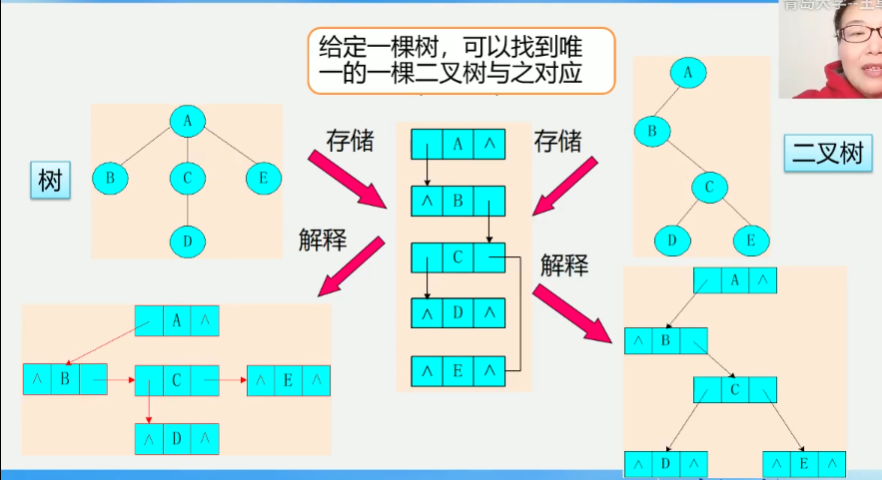 青岛大学--王卓
给定一棵树，可以找到唯
一的一棵二叉树与之对应
树
A
B C E
D
存储
存储
解释
解释
A ∧
∧ B
C
∧ D ∧
∧ E ∧
二叉树
A
B
C
D E
A ∧
∧ B
C
∧ E ∧
∧ D ∧
A ∧
∧ B
C
∧ D ∧
∧ E ∧